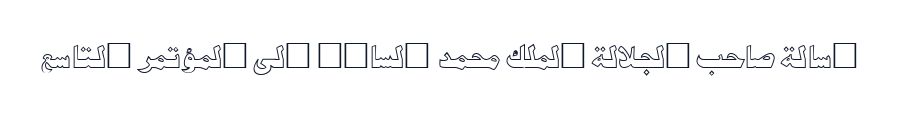 □سالة صاحب □لجلالة □لملك محمد □لسا□□ □لى □لمؤتمر □لتاسع